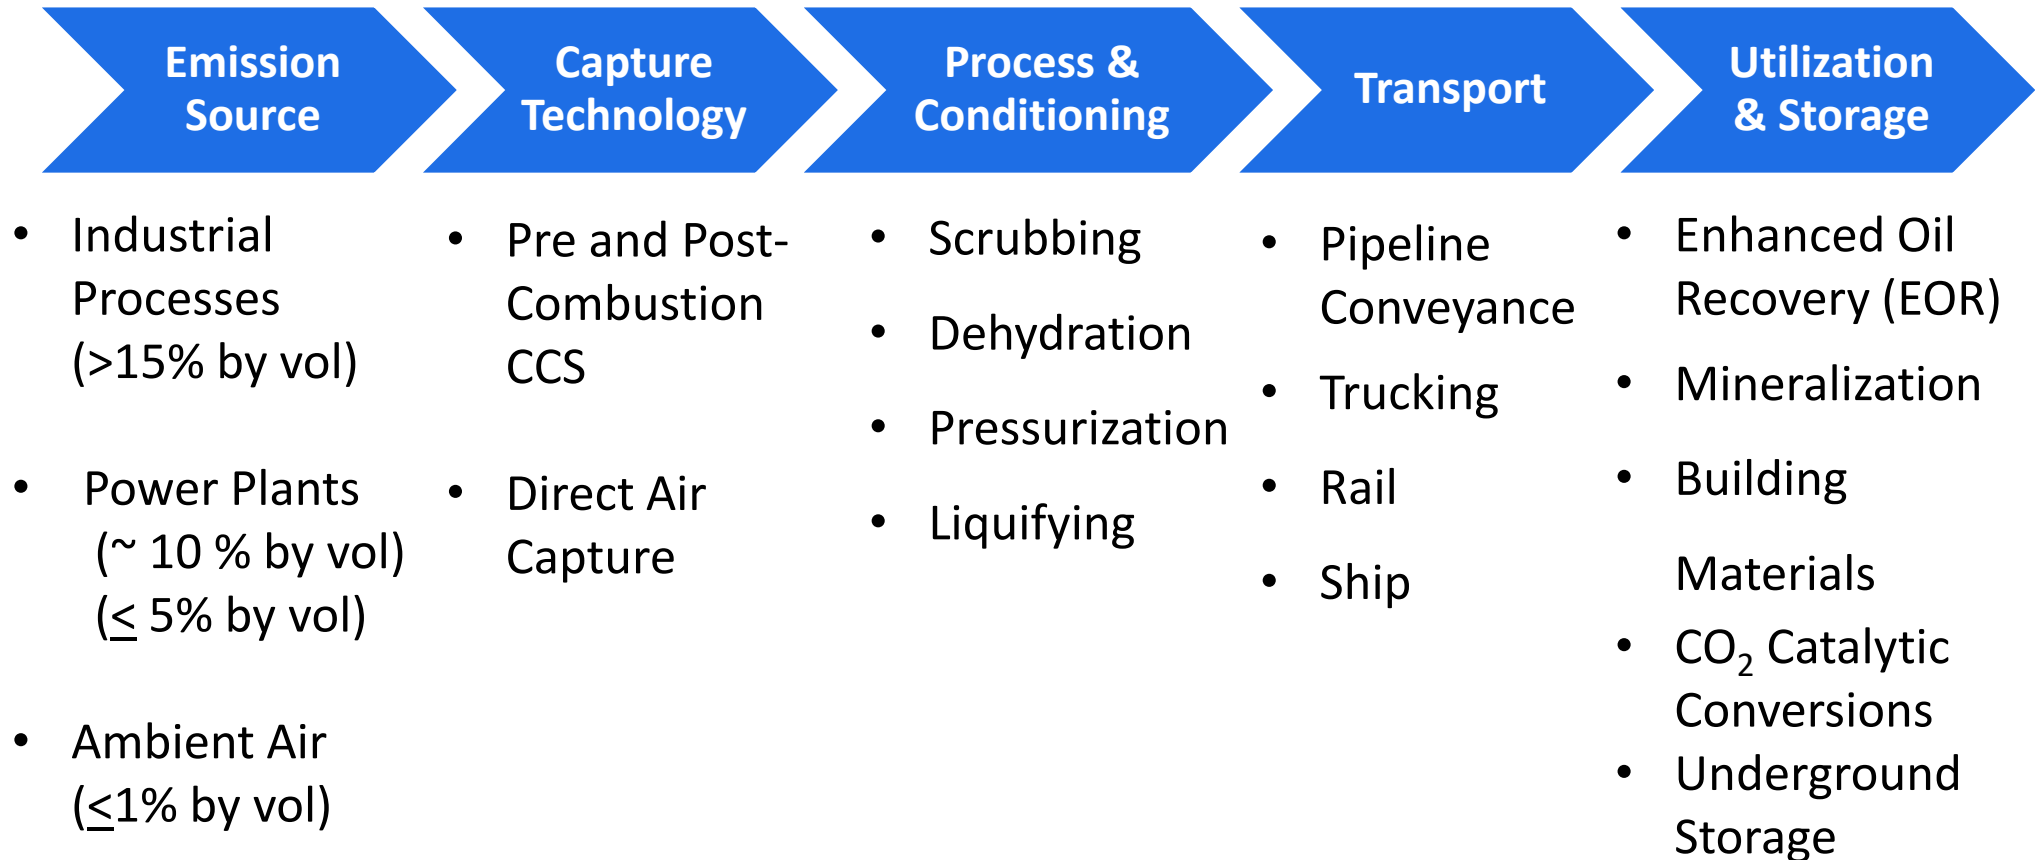 Emission
Source
Capture
Technology
Process &
Conditioning
Transport
Utilization
& Storage
• Industrial
Processes
(>15% by vol)
• Power Plants
(~ 10 % by vol)
(≤ 5% by vol)
• Ambient Air
(≤1% by vol)
• Pre and Post-
Combustion
CCS
• Direct Air
Capture
• Scrubbing
• Dehydration
• Pressurization
• Liquifying
• Pipeline
Conveyance
• Trucking
• Rail
• Ship
• Enhanced Oil
Recovery (EOR)
• Mineralization
• Building
Materials
• CO₂ Catalytic
Conversions
• Underground
Storage